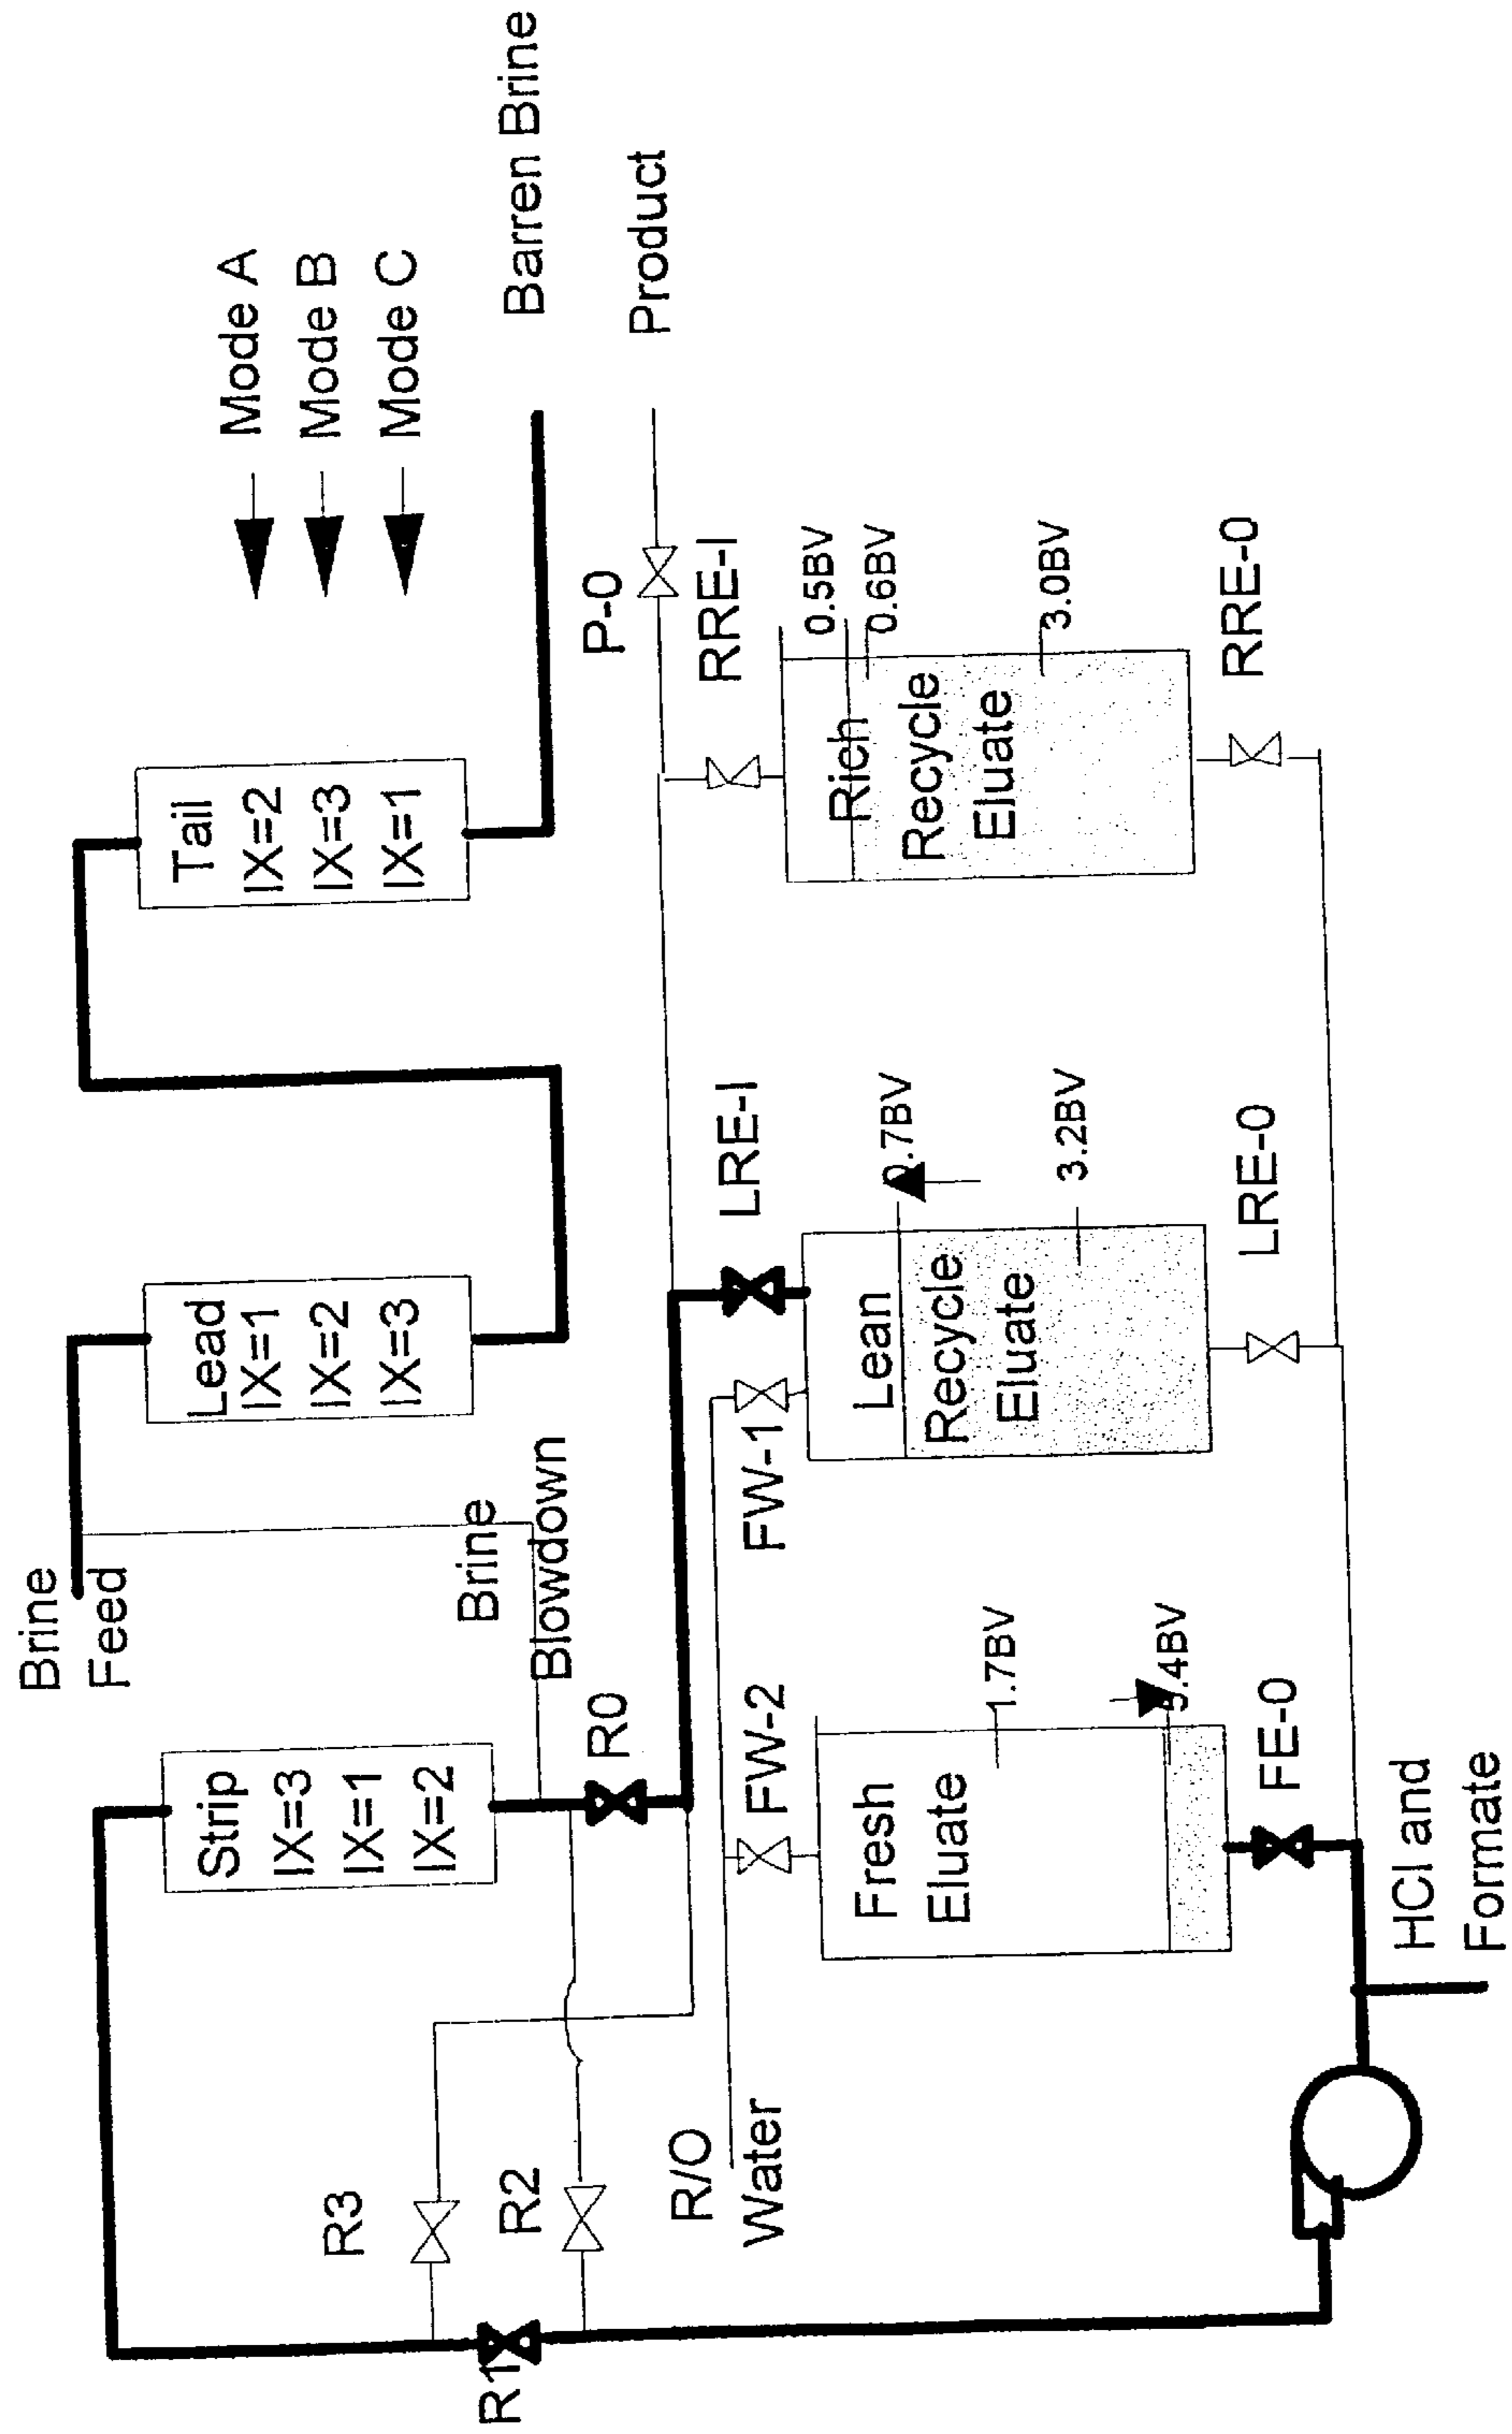 Brine
Feed
Mode A
Mode B
Mode C
Strip
IX=3
IX=1
IX=2
Lead
IX=1
IX=2
IX=3
Tail
IX=2
IX=3
IX=1
Brine
Blowdown
Barren Brine
Product
R3
R2
R1
R0
P-0
R/O
Water
FW-2
FW-1
LRE-I
RRE-I
Fresh
Eluate
1.7BV
5.4BV
Lean
Recycle
Eluate
0.7BV
3.2BV
Rich
Recycle
Eluate
0.5BV
0.6BV
3.0BV
FE-0
LRE-0
RRE-0
HCl and
Formate